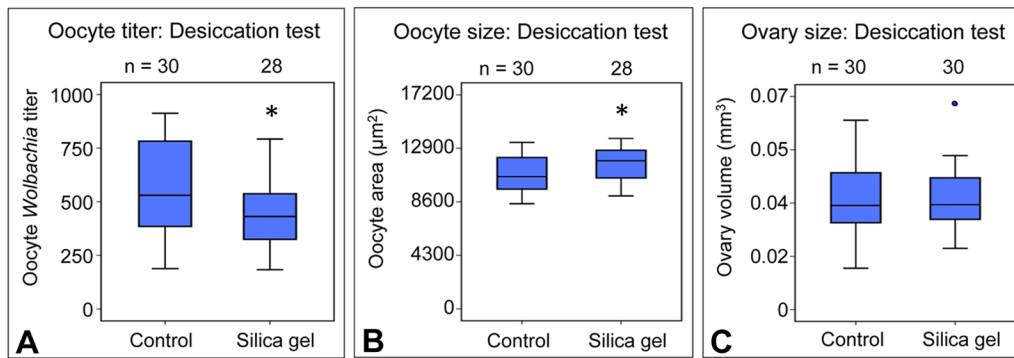 Oocyte titer: Desiccation test
n = 30 28
Oocyte Wolbachia titer
1000
750
500
250
0
*
Control Silica gel
A
Oocyte size: Desiccation test
n = 30 28
Oocyte area (µm²)
17200
12900
8600
4300
0
*
Control Silica gel
B
Ovary size: Desiccation test
n = 30 30
Ovary volume (mm³)
0.07
0.05
0.04
0.02
0
Control Silica gel
C